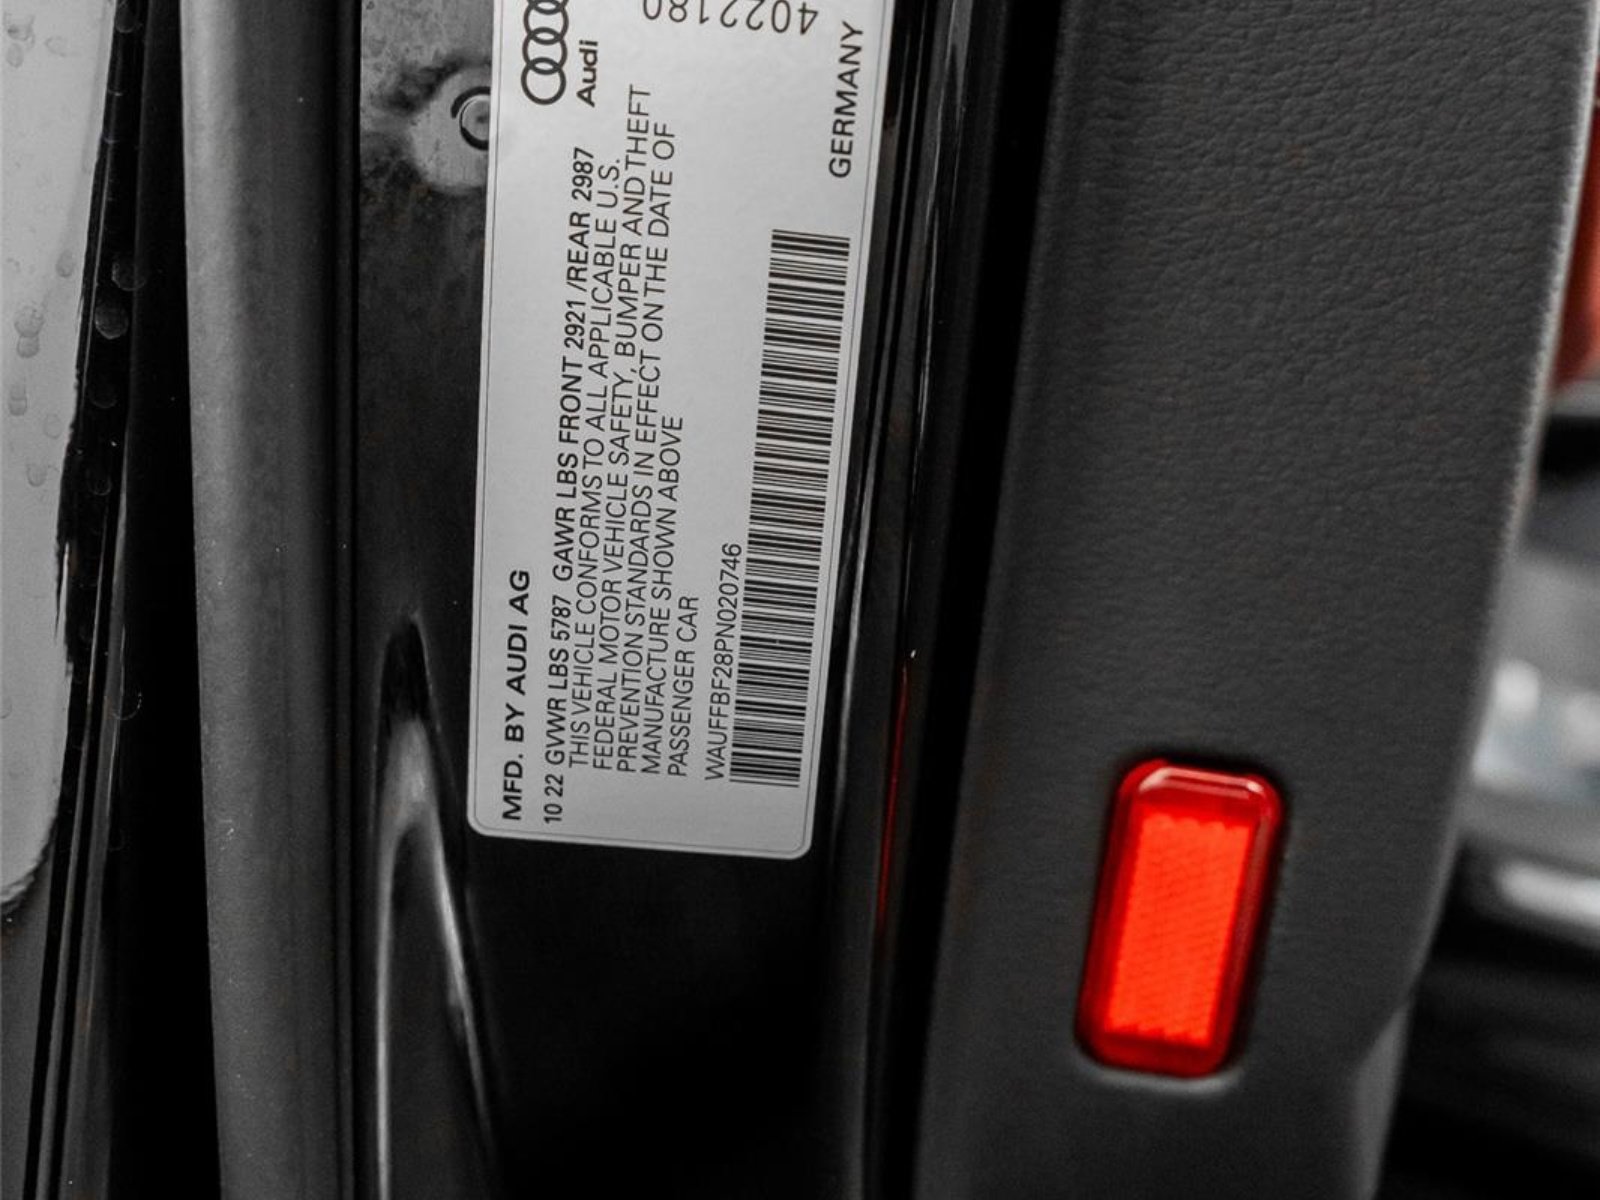 MFD. BY AUDI AG
10 22 GVWR LBS 5787 GAWR LBS FRONT 2921 /REAR 2987
THIS VEHICLE CONFORMS TO ALL APPLICABLE U.S.
FEDERAL MOTOR VEHICLE SAFETY, BUMPER AND THEFT
PREVENTION STANDARDS IN EFFECT ON THE DATE OF
MANUFACTURE SHOWN ABOVE
PASSENGER CAR
WAUFFBF28PN020746
Audi
GERMANY
4022180